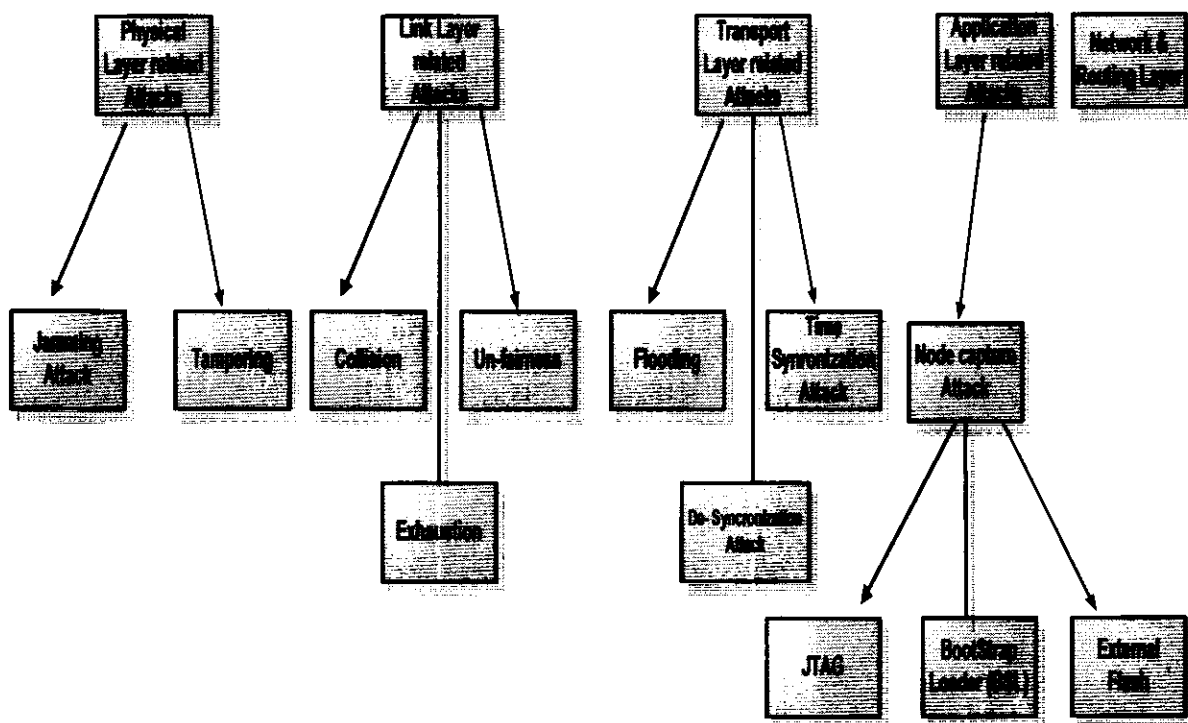 Physical
Layer related
Attacks
Link Layer
related
Attacks
Transport
Layer related
Attacks
Application
Layer related
Attacks
Network &
Routing Layer
Jamming
Attack
Tampering
Collision
Un-fairness
Flooding
Time
Synronization
Attack
Node capture
Attack
Exhaustion
De- Syncronization
Attack
JTAG
BootStrap
Loader (BSL)
External
Flash